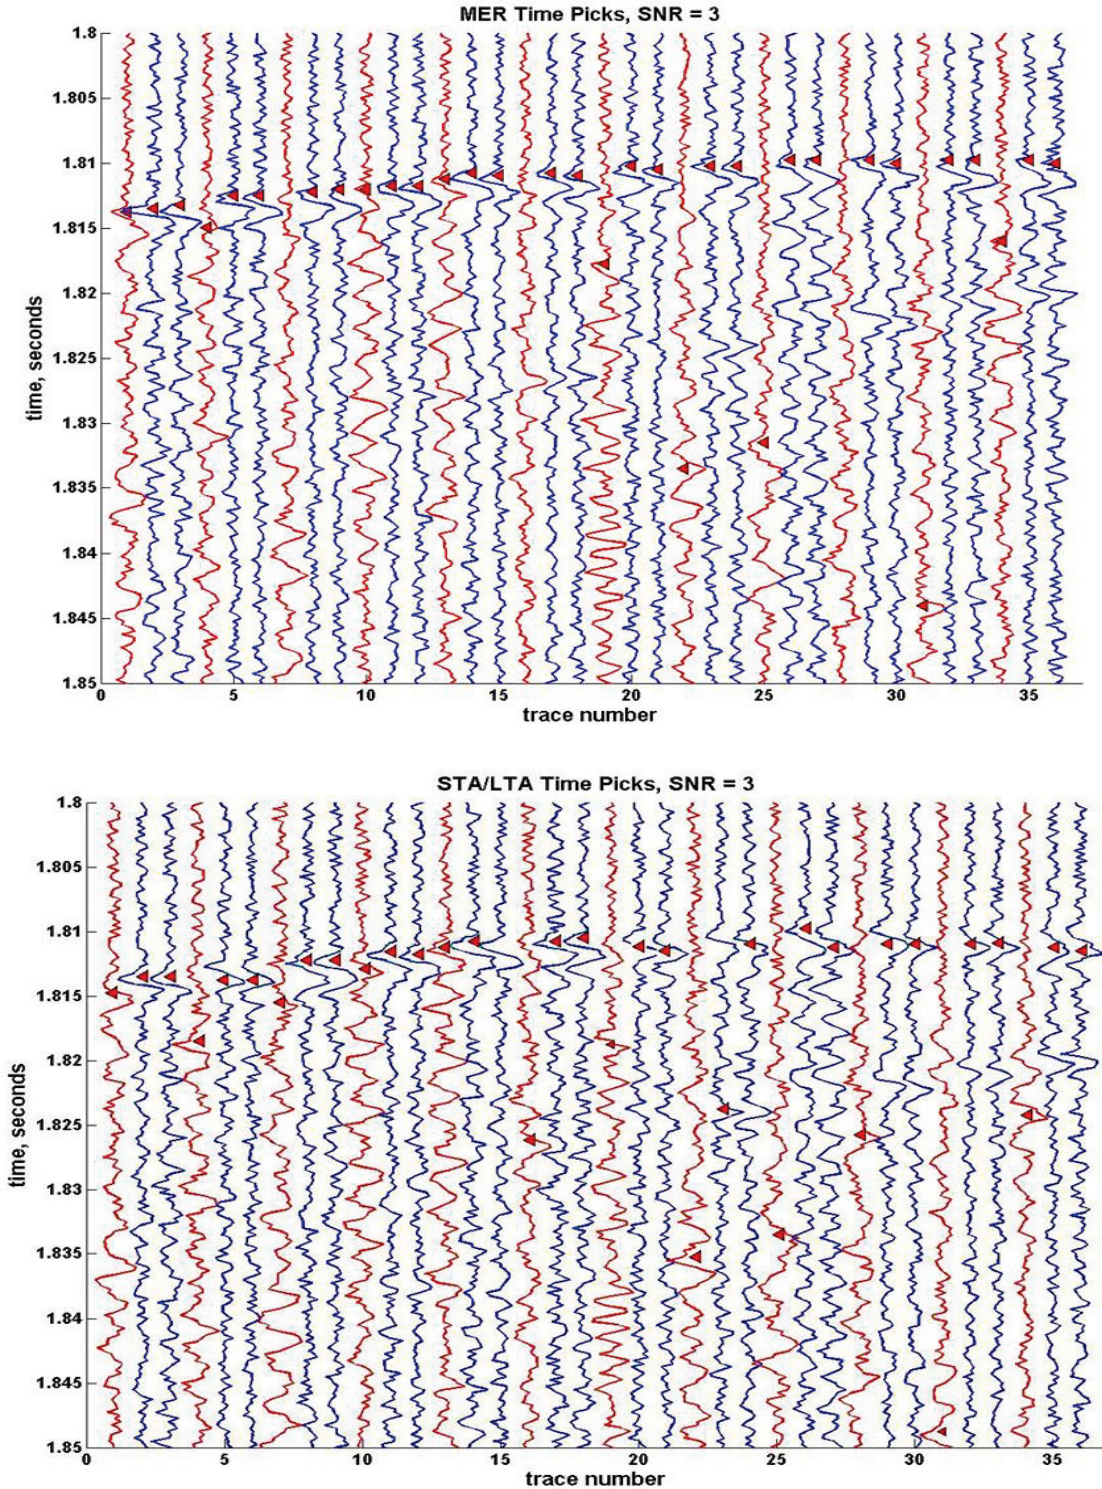 MER Time Picks, SNR = 3
1.8
1.805
1.81
1.815
1.82
1.825
1.83
1.835
1.84
1.845
1.85
time, seconds
0 5 10 15 20 25 30 35
trace number
STA/LTA Time Picks, SNR = 3
1.8
1.805
1.81
1.815
1.82
1.825
1.83
1.835
1.84
1.845
1.85
time, seconds
0 5 10 15 20 25 30 35
trace number